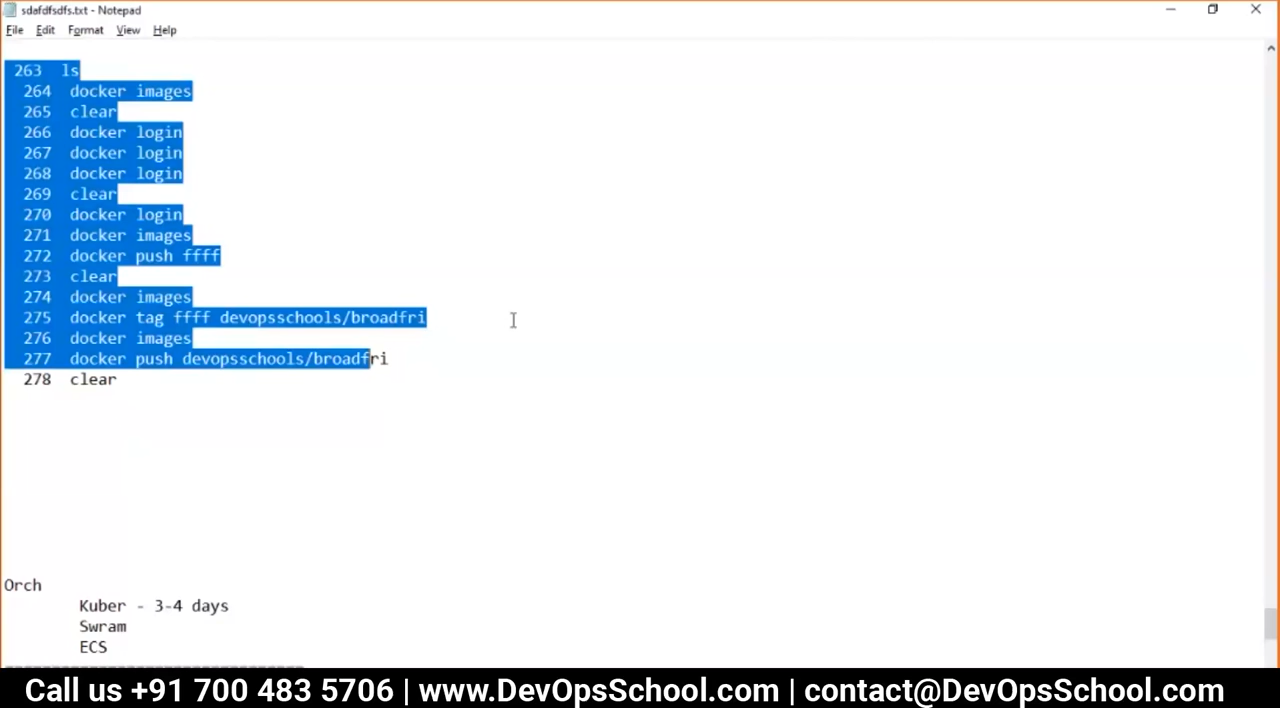 sdafdfsdfs.txt - Notepad
File Edit Format View Help
263 ls
264 docker images
265 clear
266 docker login
267 docker login
268 docker login
269 clear
270 docker login
271 docker images
272 docker push ffff
273 clear
274 docker images
275 docker tag ffff devopsschools/broadfri
276 docker images
277 docker push devopsschools/broadfri
278 clear
Orch
Kuber - 3-4 days
Swram
ECS
Call us +91 700 483 5706 | www.DevOpsSchool.com | contact@DevOpsSchool.com